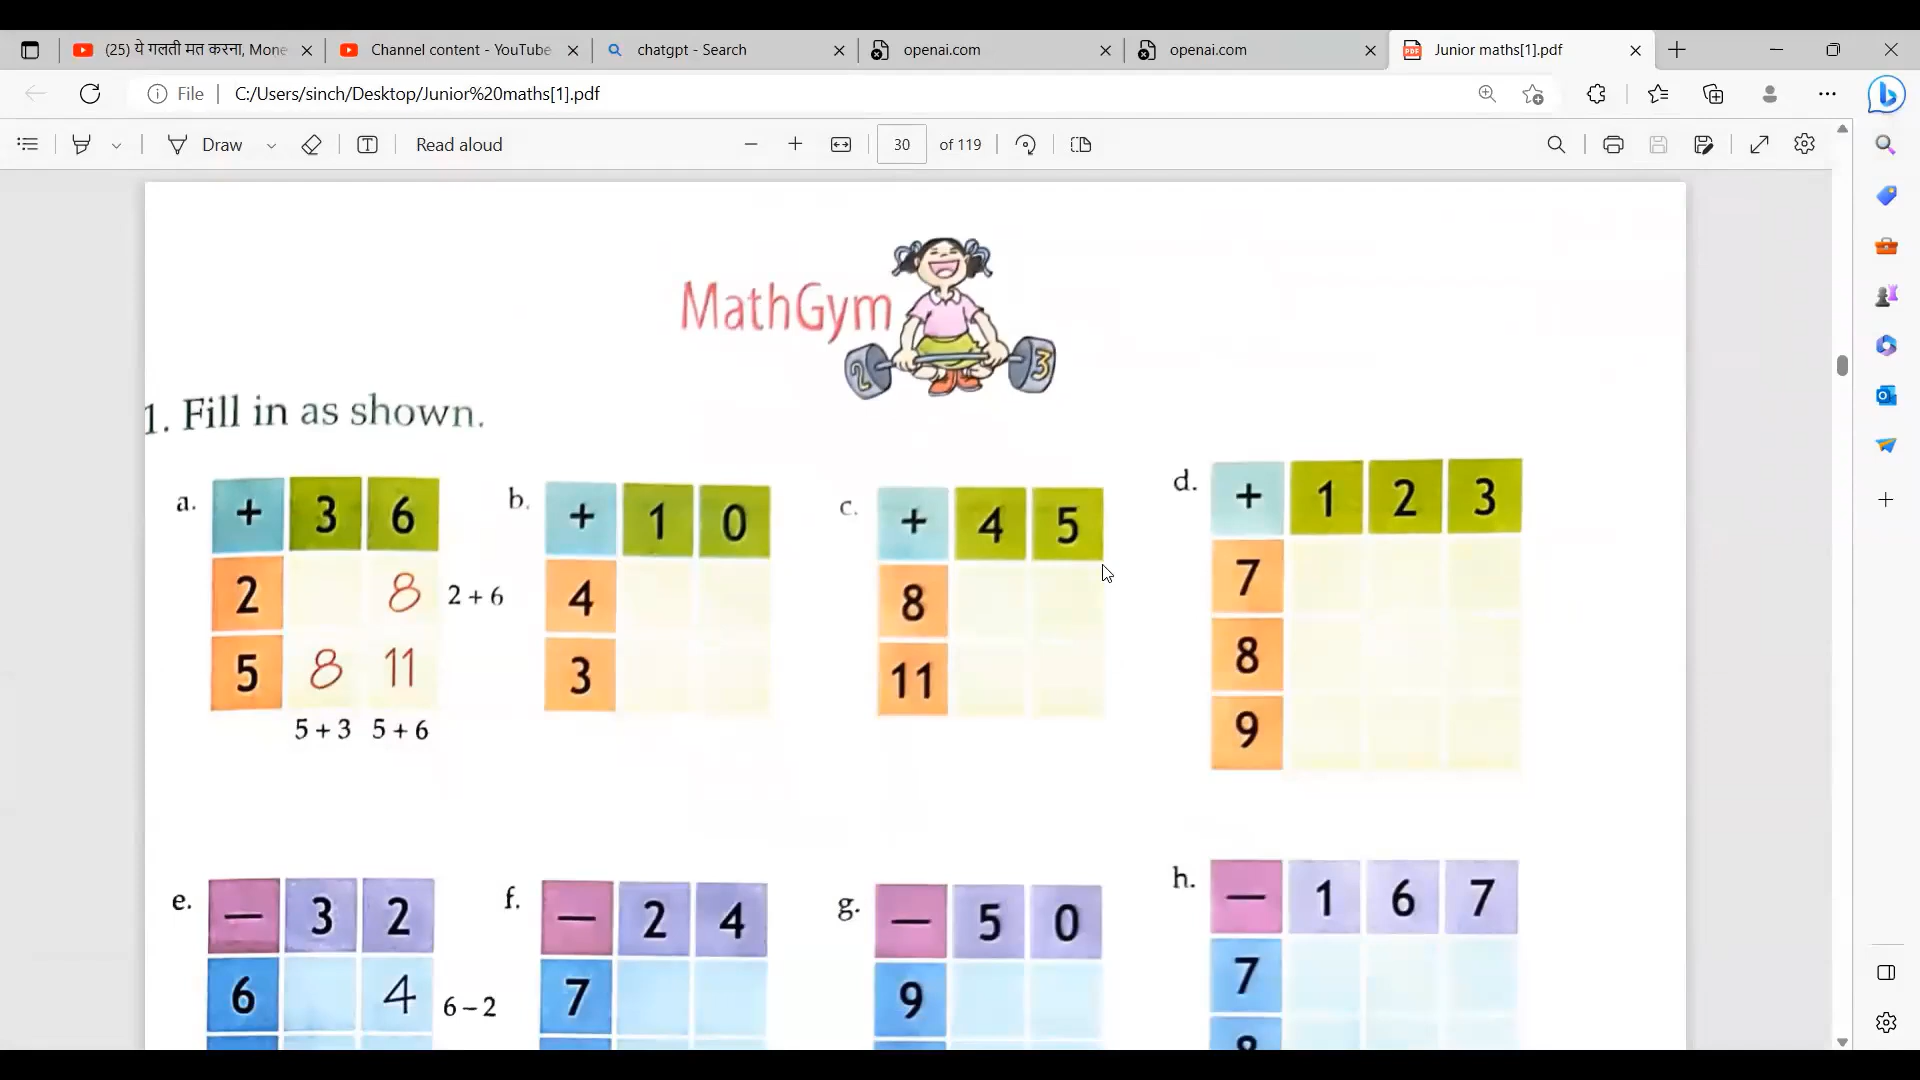 (25) ये गलती मत करना, Mone
Channel content - YouTube
chatgpt - Search
openai.com
openai.com
Junior maths[1].pdf
File
C:/Users/sinch/Desktop/Junior%20maths[1].pdf
Draw
Read aloud
30
of 119
MathGym
2 3
1. Fill in as shown.
a. + 3 6
2 8 2 + 6
5 8 11
5 + 3 5 + 6
b. + 1 0
4
3
c. + 4 5
8
11
d. + 1 2 3
7
8
9
e. — 3 2
6 4 6 – 2
f. — 2 4
7
g. — 5 0
9
h. — 1 6 7
7
8